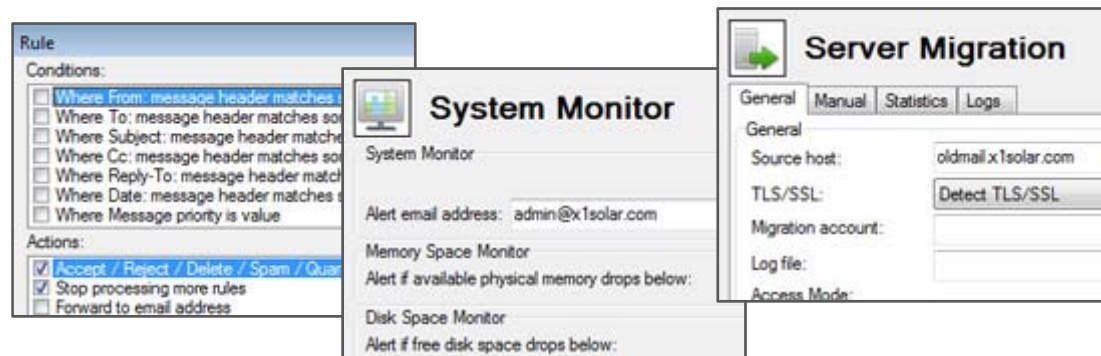 Rule
Conditions:
Where From: message header matches
Where To: message header matches
Where Subject: message header
Where Cc: message header matches
Where Reply-To: message header
Where Date: message header matches
Where Message priority is value
Actions:
Accept / Reject / Delete / Spam /
Stop processing more rules
Forward to email address
System Monitor
System Monitor
Alert email address: admin@x1solar.com
Memory Space Monitor
Alert if available physical memory drops below:
Disk Space Monitor
Alert if free disk space drops below:
Server Migration
General Manual Statistics Logs
General
Source host: oldmail.x1solar.com
TLS/SSL: Detect TLS/SSL
Migration account:
Log file:
Access Mode: